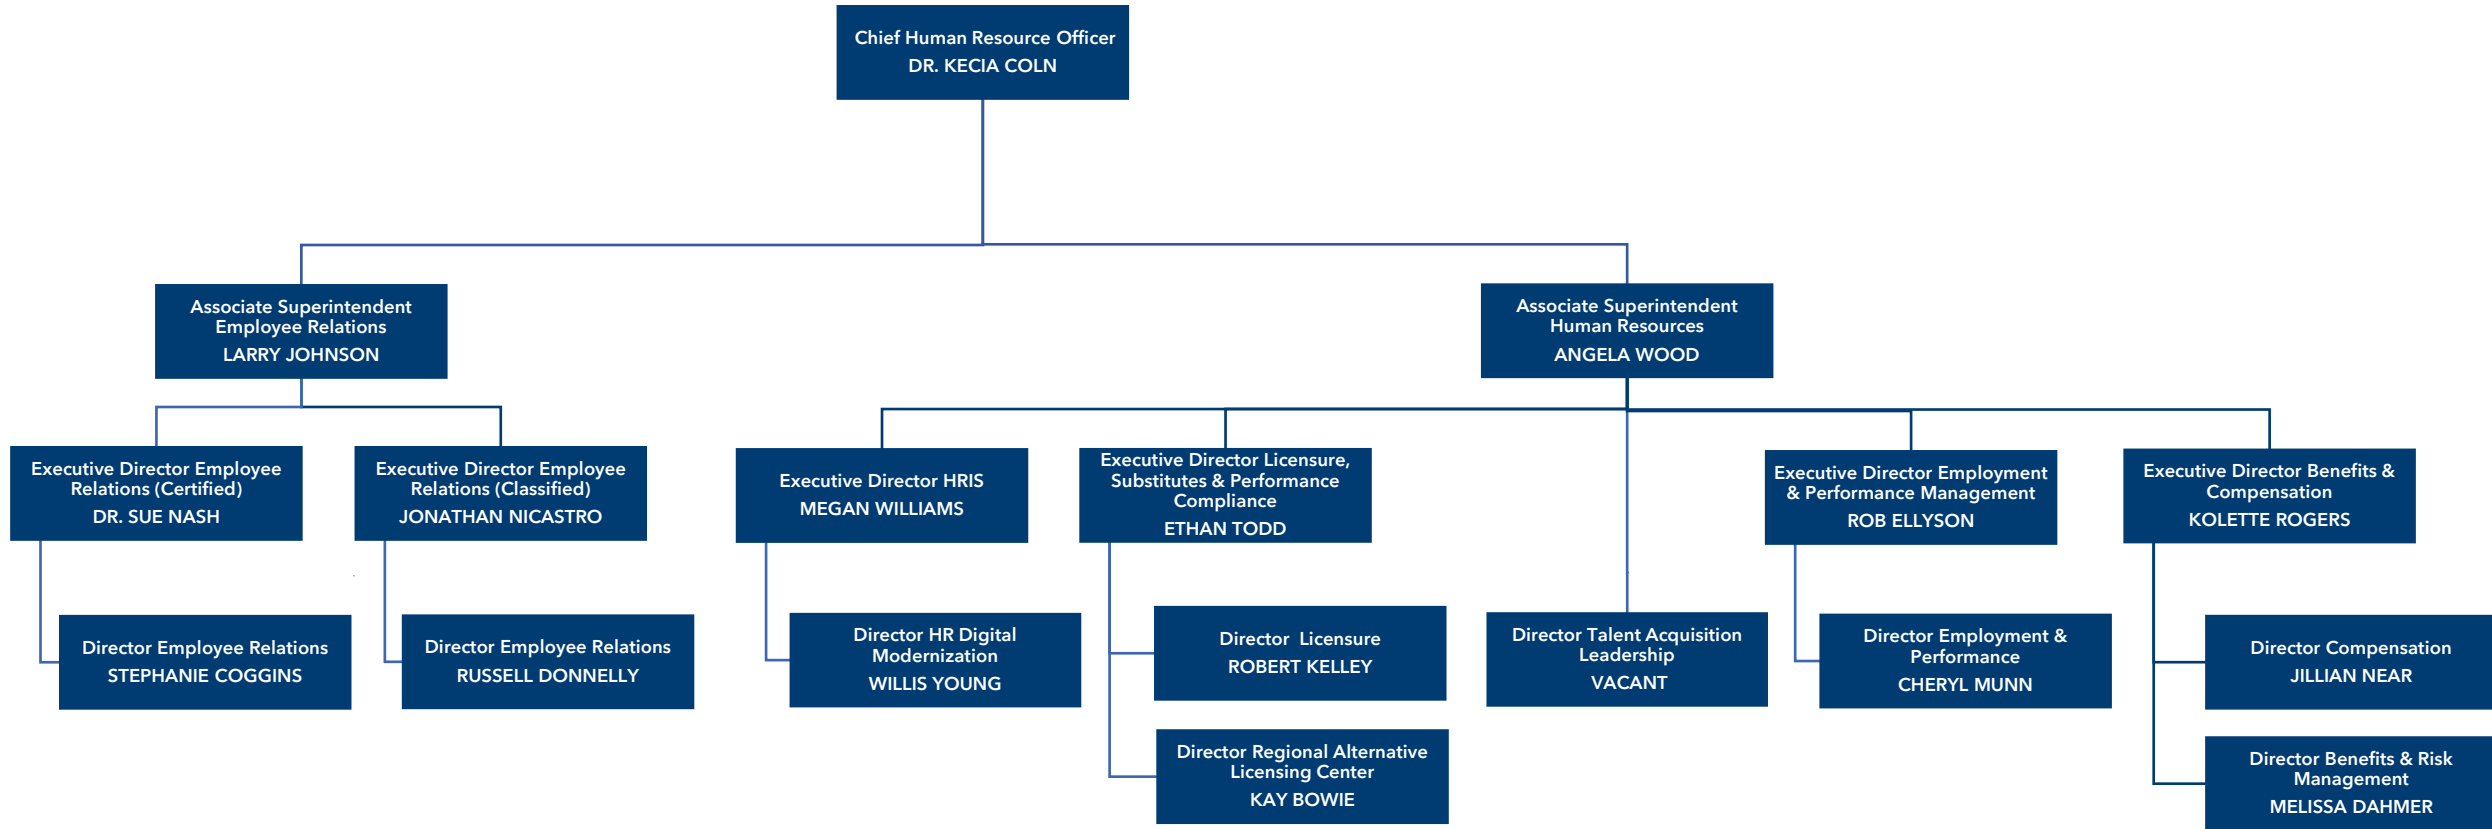 Chief Human Resource Officer
DR. KECIA COLN
Associate Superintendent
Employee Relations
LARRY JOHNSON
Associate Superintendent
Human Resources
ANGELA WOOD
Executive Director Employee
Relations (Certified)
DR. SUE NASH
Executive Director Employee
Relations (Classified)
JONATHAN NICASTRO
Executive Director HRIS
MEGAN WILLIAMS
Executive Director Licensure,
Substitutes & Performance
Compliance
ETHAN TODD
Executive Director Employment
& Performance Management
ROB ELLYSON
Executive Director Benefits &
Compensation
KOLETTE ROGERS
Director Employee Relations
STEPHANIE COGGINS
Director Employee Relations
RUSSELL DONNELLY
Director HR Digital
Modernization
WILLIS YOUNG
Director Licensure
ROBERT KELLEY
Director Talent Acquisition
Leadership
VACANT
Director Employment &
Performance
CHERYL MUNN
Director Compensation
JILLIAN NEAR
Director Regional Alternative
Licensing Center
KAY BOWIE
Director Benefits & Risk
Management
MELISSA DAHMER